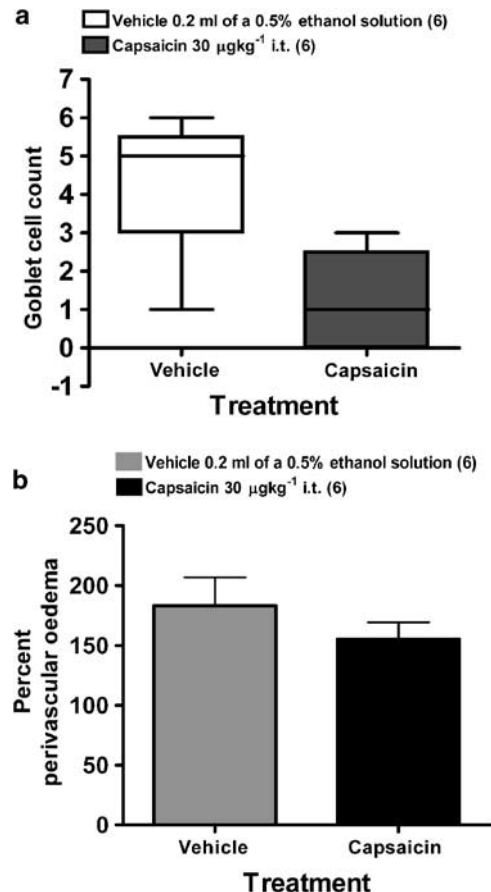 a
Vehicle 0.2 ml of a 0.5% ethanol solution (6)
Capsaicin 30 µgkg⁻¹ i.t. (6)
Goblet cell count
7
6
5
4
3
2
1
0
-1
Vehicle Capsaicin
Treatment
b
Vehicle 0.2 ml of a 0.5% ethanol solution (6)
Capsaicin 30 µgkg⁻¹ i.t. (6)
Percent
perivascular oedema
250
200
150
100
50
0
Vehicle Capsaicin
Treatment